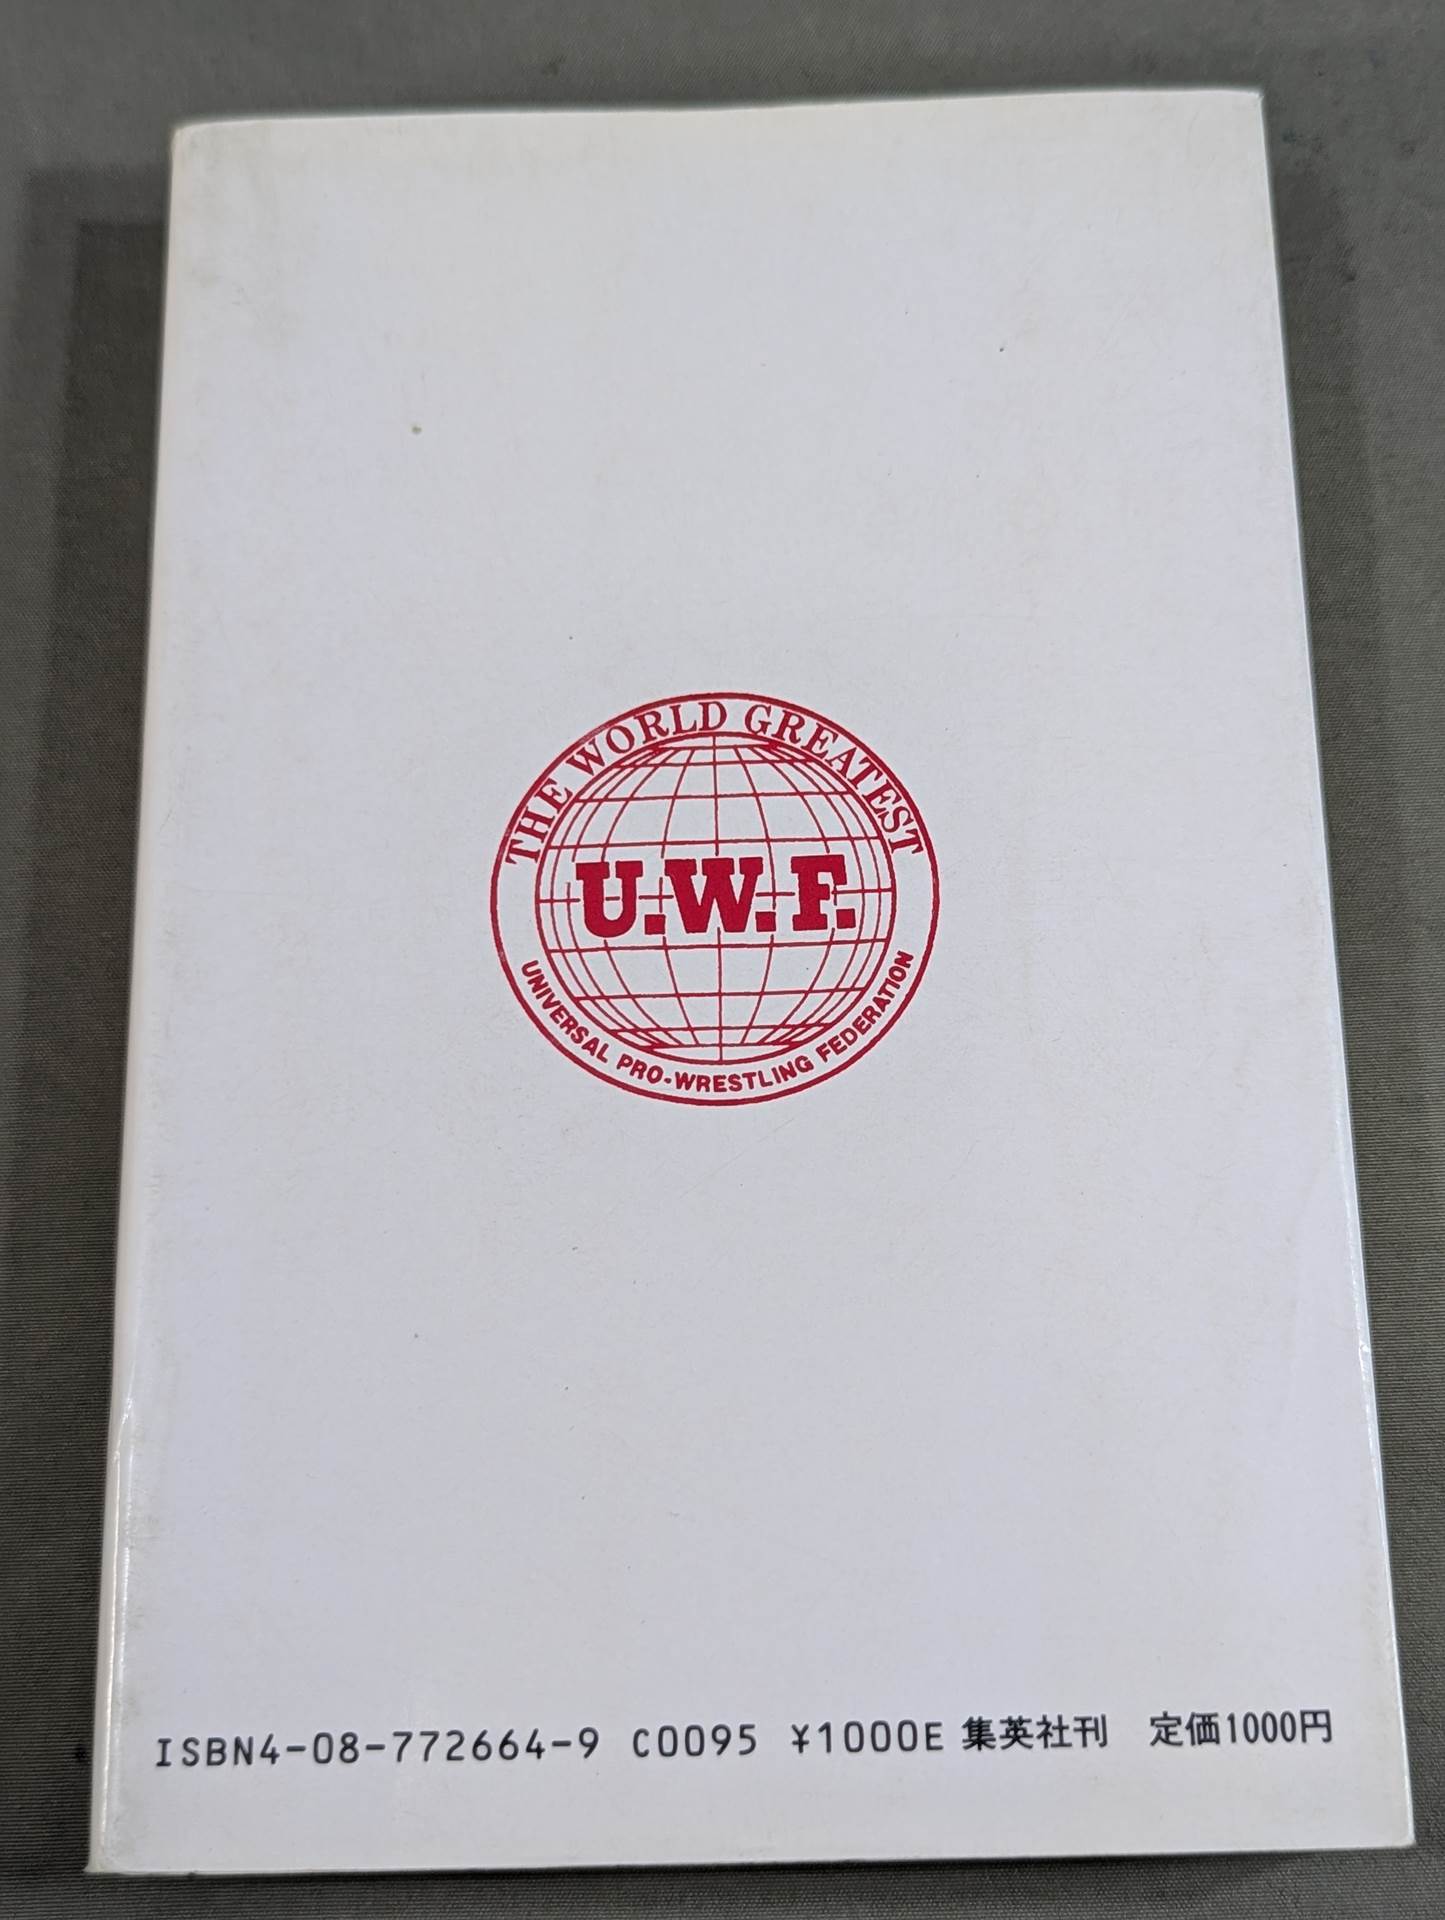 THE WORLD GREATEST
U.W.F.
UNIVERSAL PRO-WRESTLING FEDERATION
ISBN4-08-772664-9 C0095 ¥1000E 集英社刊 定価1000円